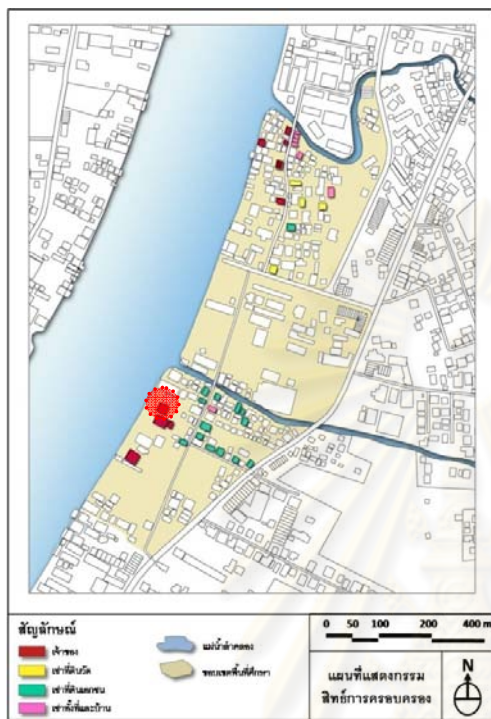 สัญลักษณ์
เจ้าของ
เช่าที่ดินวัด
เช่าที่ดินเอกชน
เช่าทั้งที่และบ้าน
แม่น้ำลำคลอง
ขอบเขตพื้นที่ศึกษา
0 50 100 200 400 m
แผนที่แสดงกรรม
สิทธิ์การครอบครอง
N